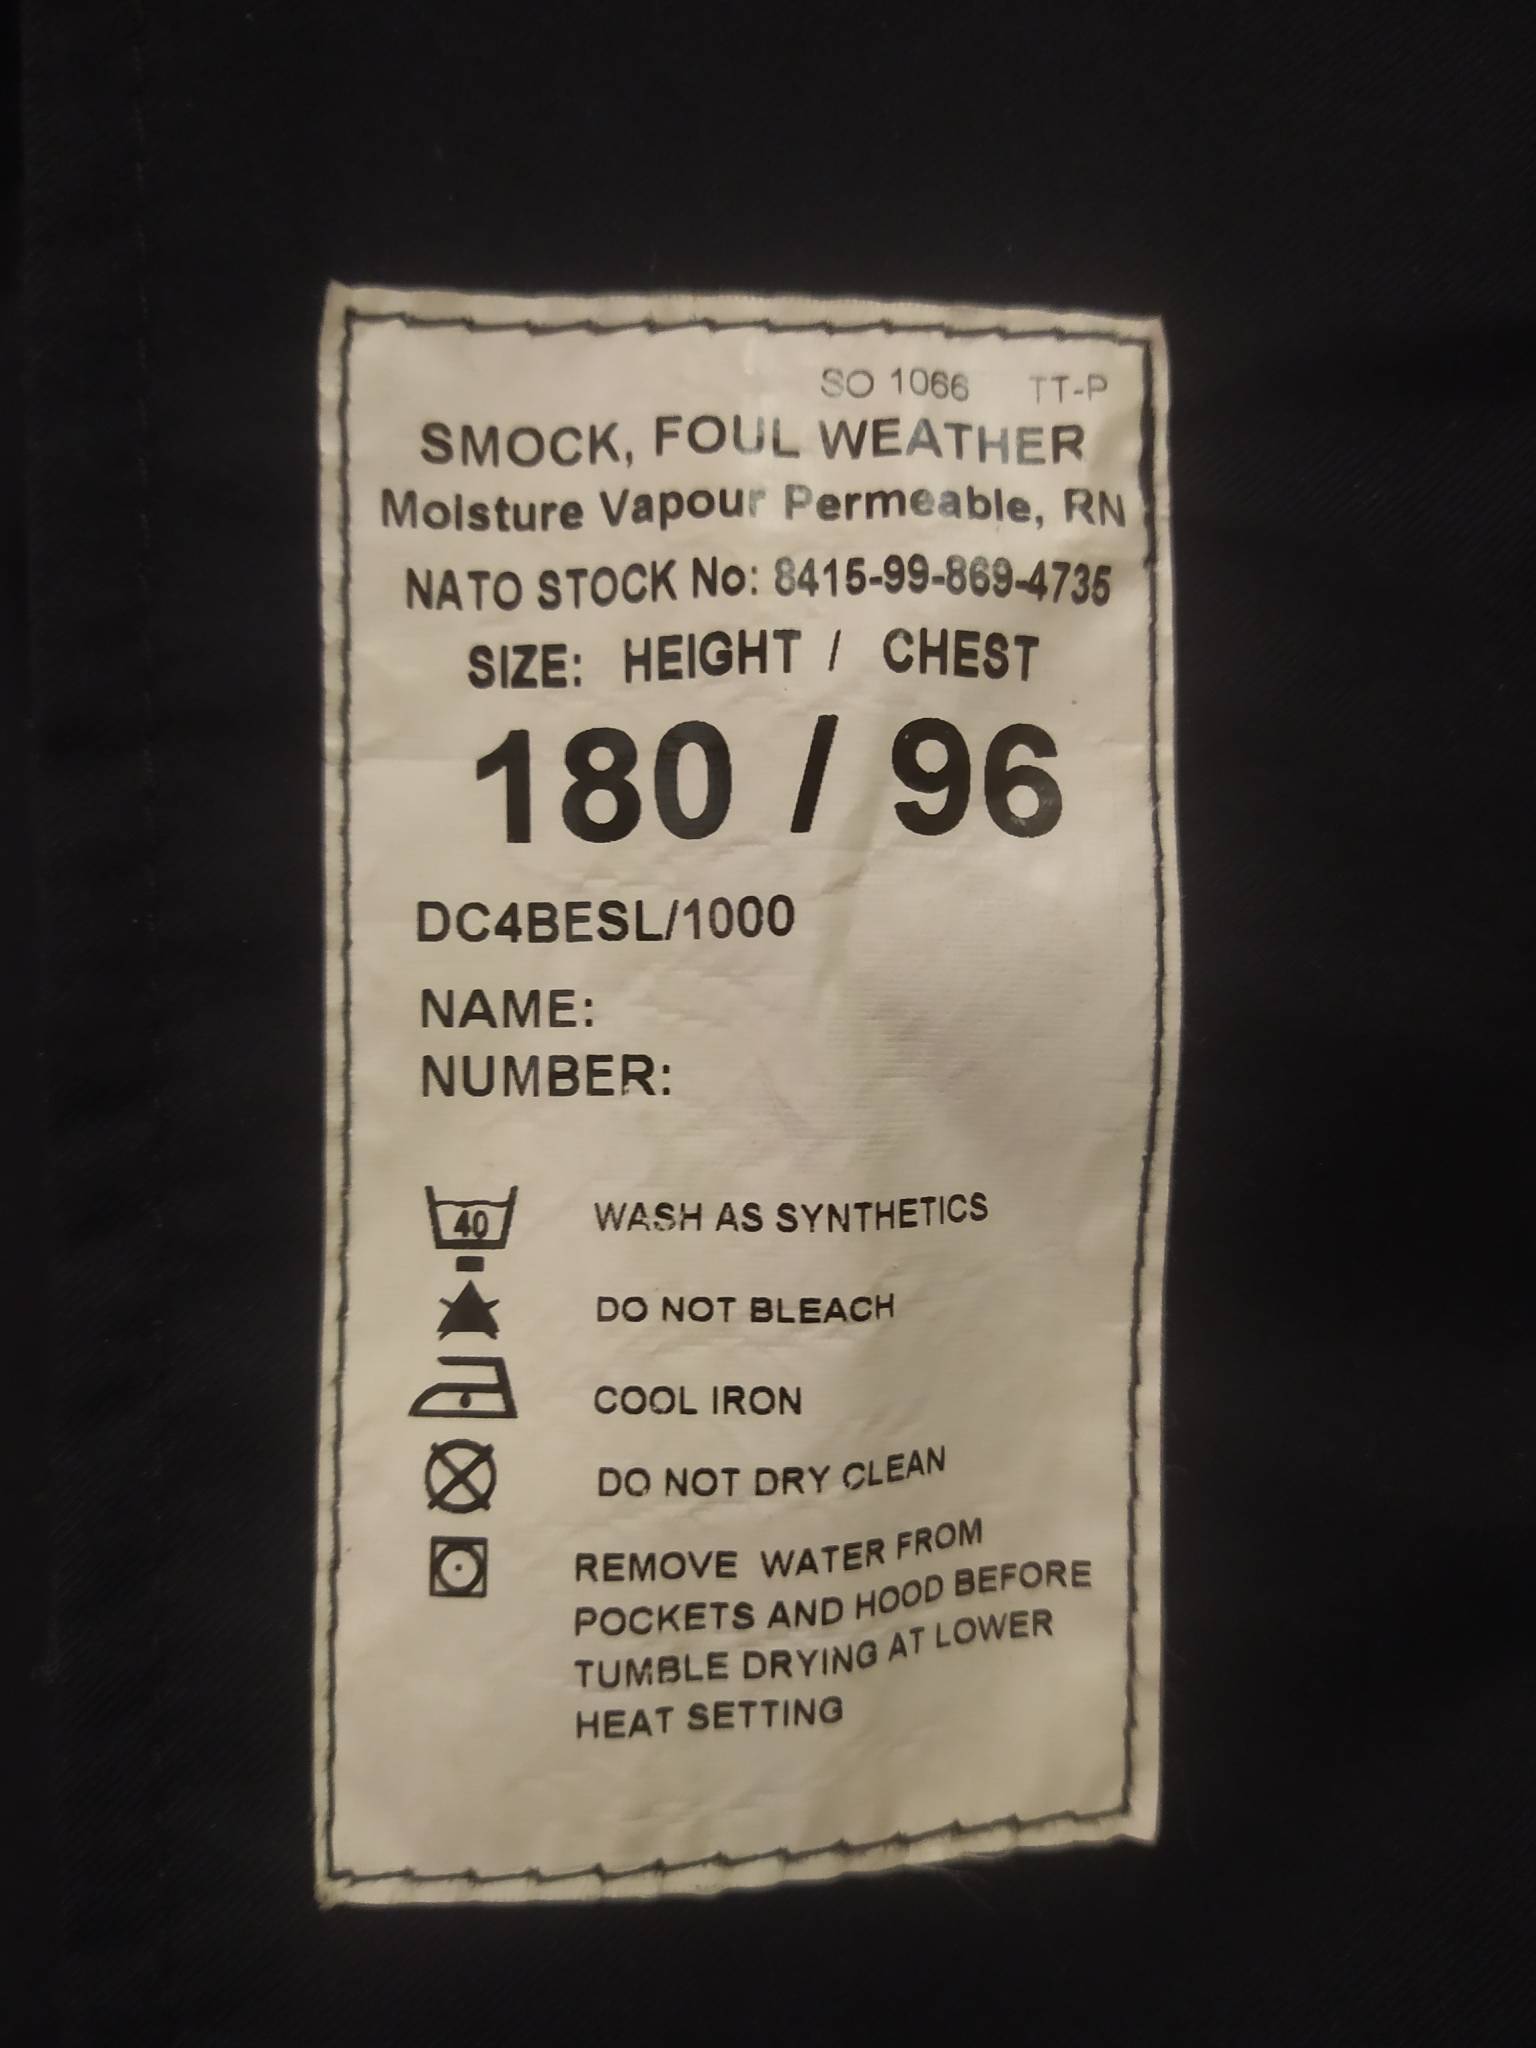 SO 1066 TT-P
SMOCK, FOUL WEATHER
Moisture Vapour Permeable, RN
NATO STOCK No: 8415-99-869-4735
SIZE: HEIGHT / CHEST
180 / 96
DC4BESL/1000
NAME:
NUMBER:
40 WASH AS SYNTHETICS
DO NOT BLEACH
COOL IRON
DO NOT DRY CLEAN
REMOVE WATER FROM
POCKETS AND HOOD BEFORE
TUMBLE DRYING AT LOWER
HEAT SETTING